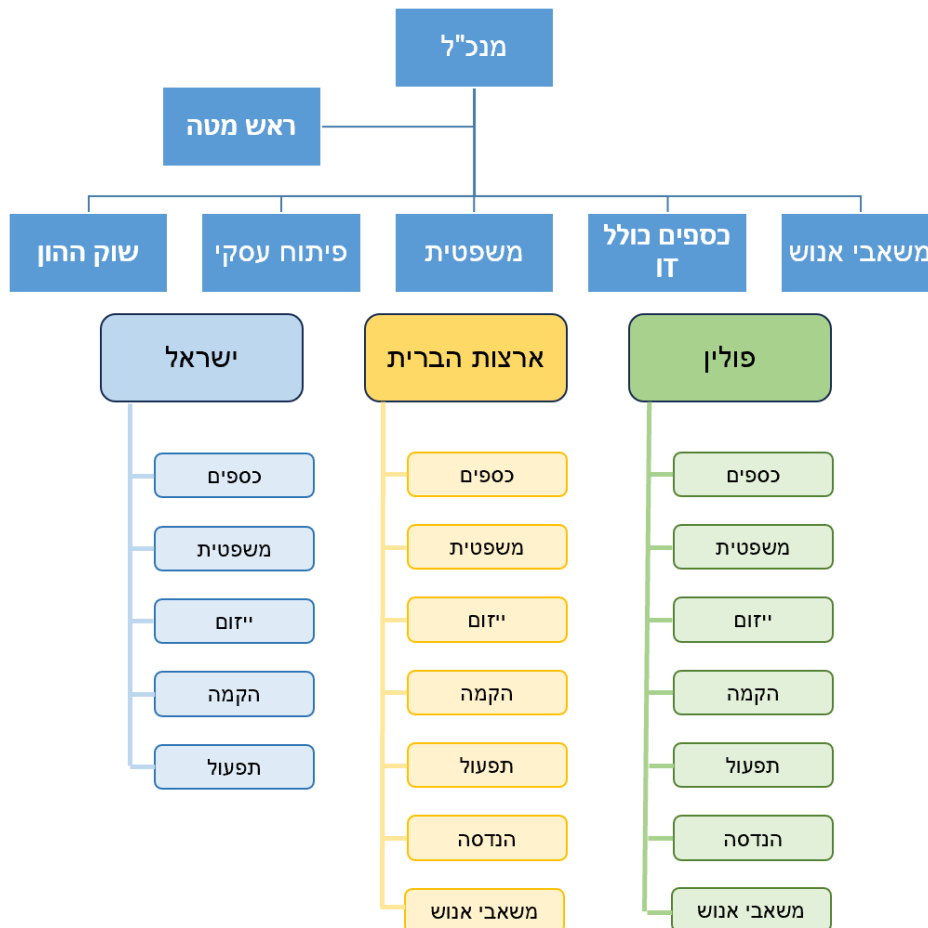 מנכ"ל
ראש מטה
משאבי אנוש
כספים כולל
IT
משפטית
פיתוח עסקי
שוק ההון
פולין
ארצות הברית
ישראל
כספים
משפטית
ייזום
הקמה
תפעול
הנדסה
משאבי אנוש
כספים
משפטית
ייזום
הקמה
תפעול
הנדסה
משאבי אנוש
כספים
משפטית
ייזום
הקמה
תפעול